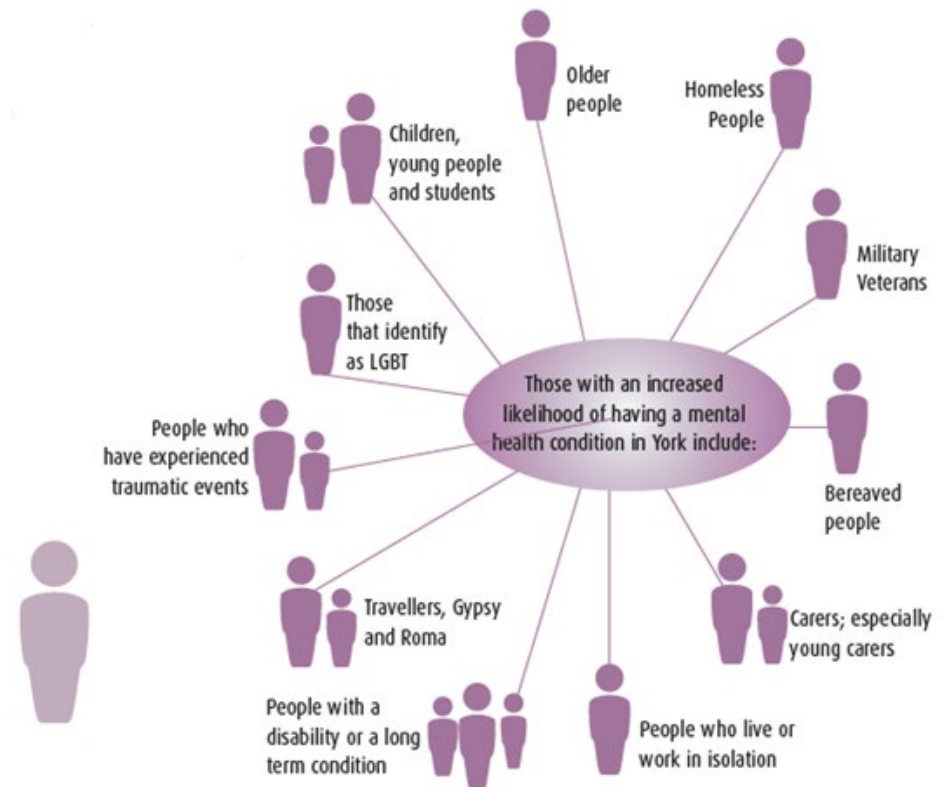 Older
people
Homeless
People
Children,
young people
and students
Military
Veterans
Those
that identify
as LGBT
Those with an increased
likelihood of having a mental
health condition in York include:
People who
have experienced
traumatic events
Bereaved
people
Travellers, Gypsy
and Roma
Carers; especially
young carers
People with a
disability or a long
term condition
People who live or
work in isolation